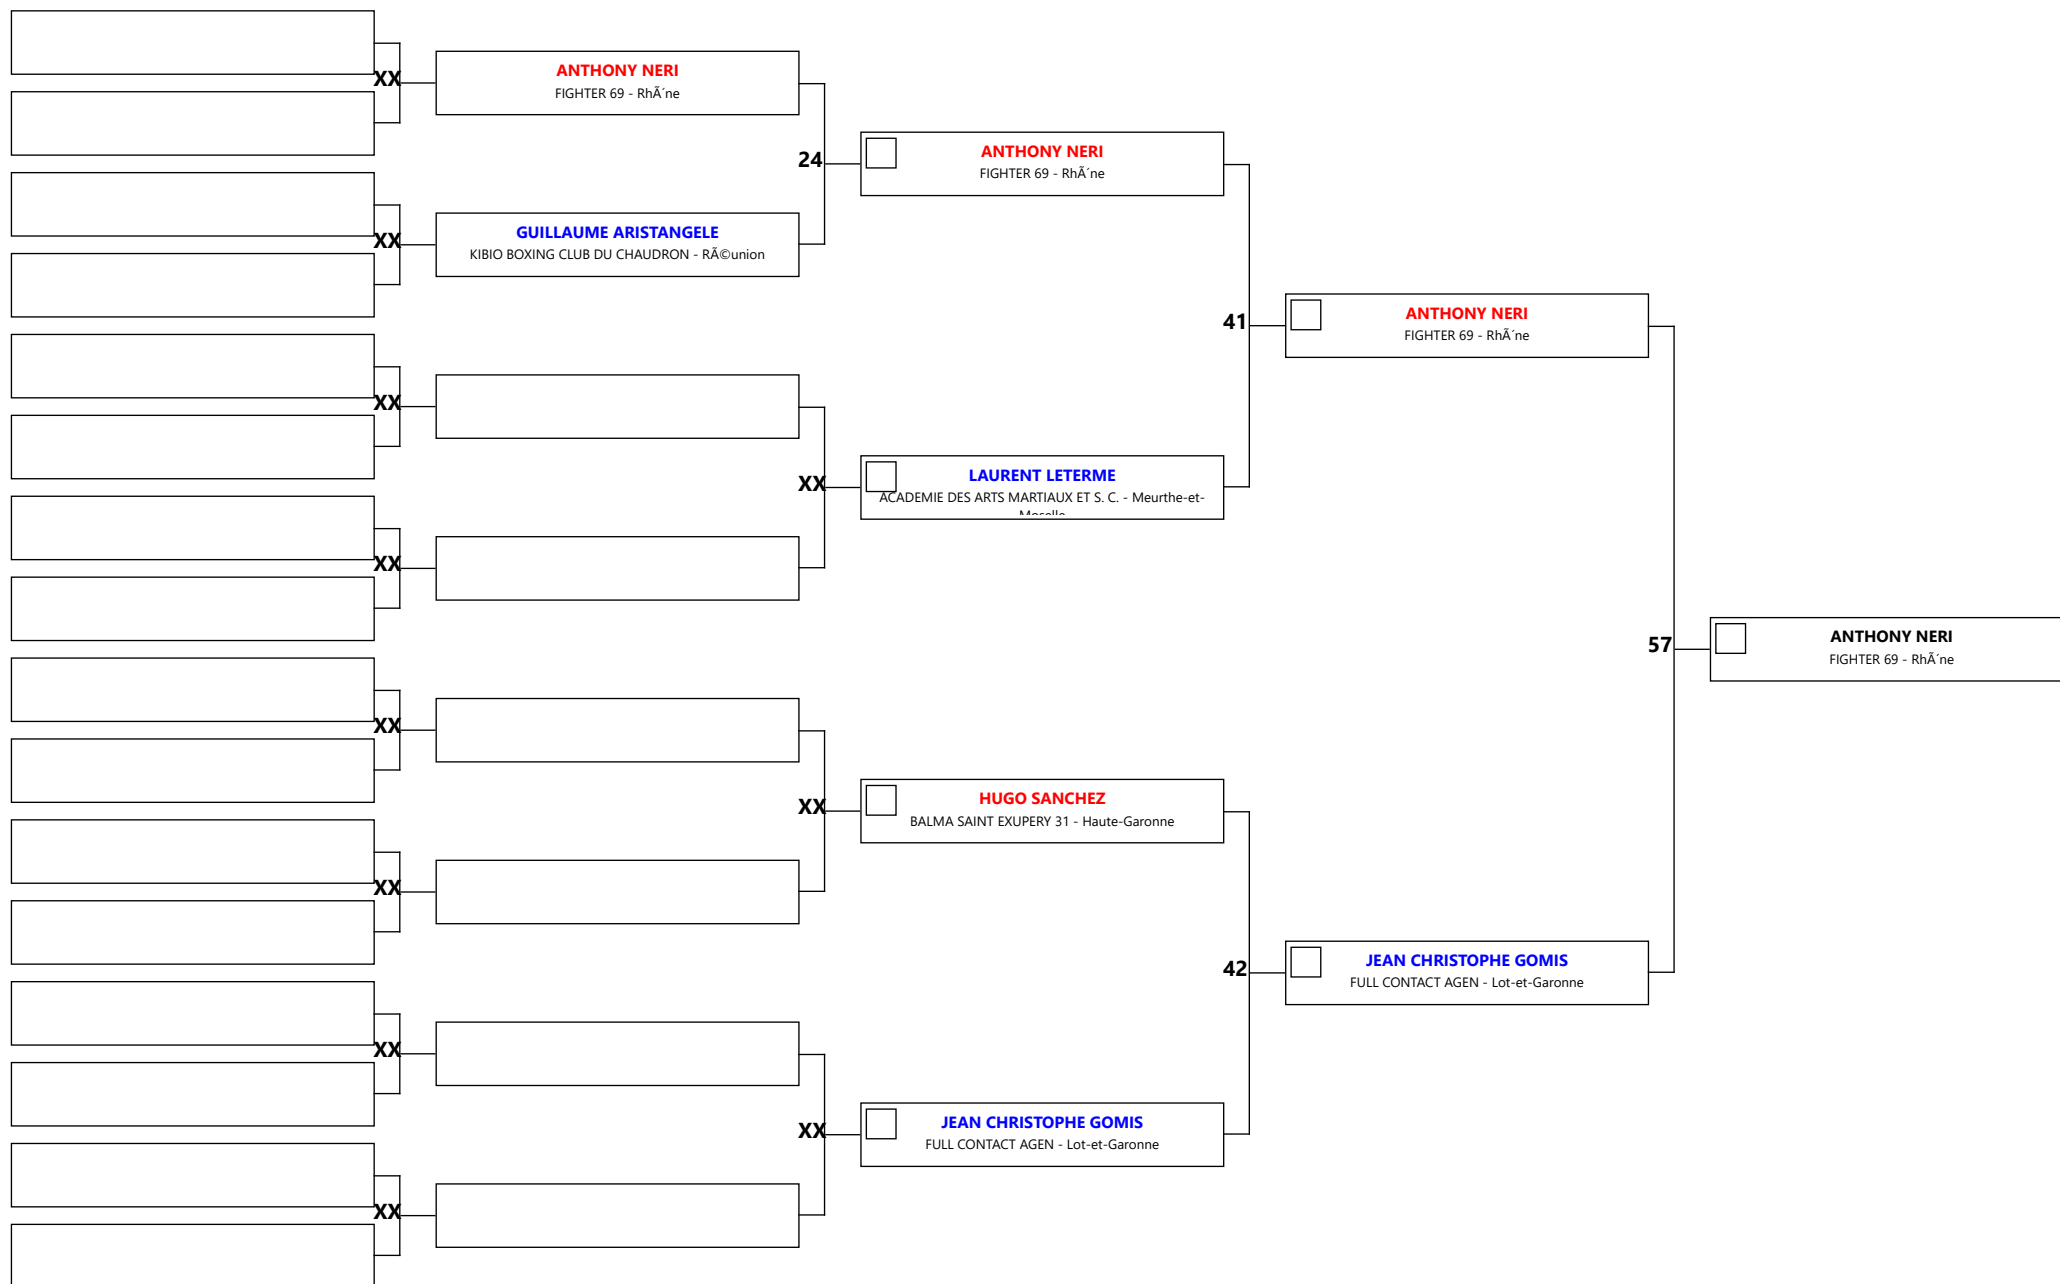 XX
ANTHONY NERI
FIGHTER 69 - RhÃ´ne
24
XX
GUILLAUME ARISTANGELE
KIBIO BOXING CLUB DU CHAUDRON - RÃ©union
ANTHONY NERI
FIGHTER 69 - RhÃ´ne
41
XX
XX
XX
LAURENT LETERME
ACADEMIE DES ARTS MARTIAUX ET S. C. - Meurthe-et-
Moselle
ANTHONY NERI
FIGHTER 69 - RhÃ´ne
57
ANTHONY NERI
FIGHTER 69 - RhÃ´ne
XX
XX
XX
HUGO SANCHEZ
BALMA SAINT EXUPERY 31 - Haute-Garonne
42
JEAN CHRISTOPHE GOMIS
FULL CONTACT AGEN - Lot-et-Garonne
XX
XX
XX
JEAN CHRISTOPHE GOMIS
FULL CONTACT AGEN - Lot-et-Garonne